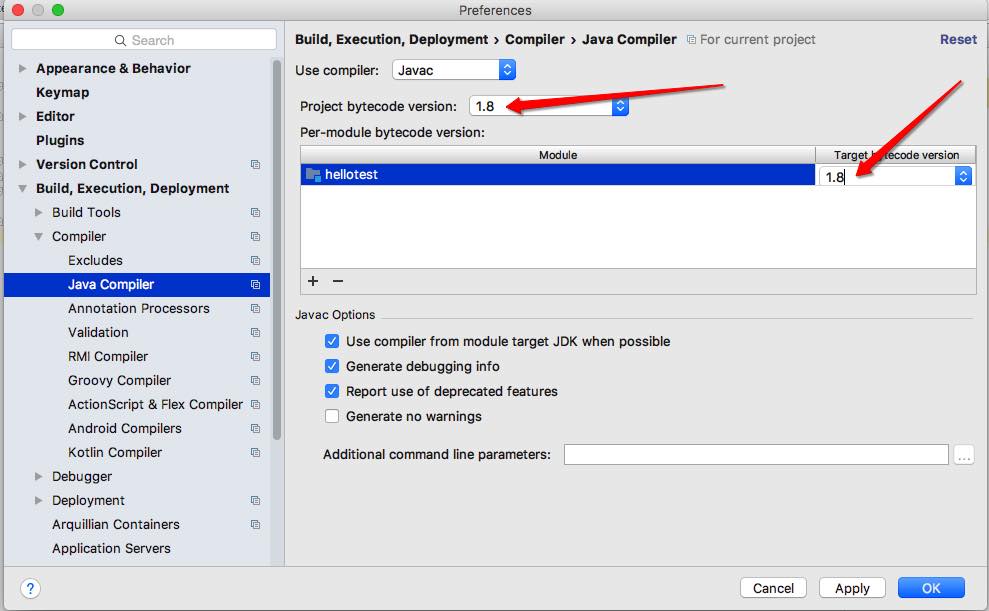 Preferences
Search
Appearance & Behavior
Keymap
Editor
Plugins
Version Control
Build, Execution, Deployment
Build Tools
Compiler
Excludes
Java Compiler
Annotation Processors
Validation
RMI Compiler
Groovy Compiler
ActionScript & Flex Compiler
Android Compilers
Kotlin Compiler
Debugger
Deployment
Arquillian Containers
Application Servers
Build, Execution, Deployment › Compiler › Java Compiler For current project Reset
Use compiler: Javac
Project bytecode version: 1.8
Per-module bytecode version:
Module Target bytecode version
hellotest 1.8
+ −
Javac Options
Use compiler from module target JDK when possible
Generate debugging info
Report use of deprecated features
Generate no warnings
Additional command line parameters: ...
? Cancel Apply OK